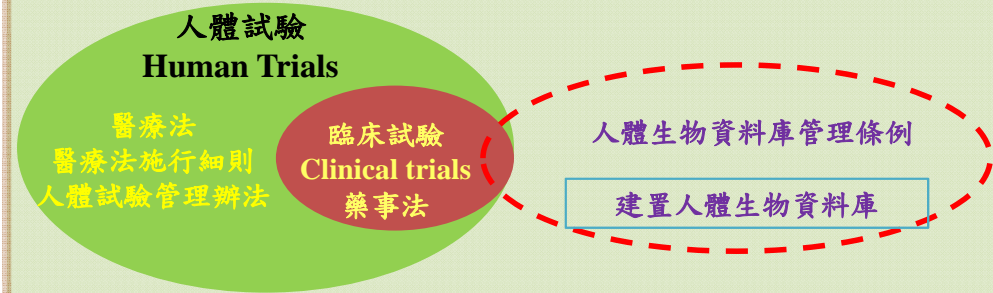 人體試驗
Human Trials
醫療法
醫療法施行細則
人體試驗管理辦法
臨床試驗
Clinical trials
藥事法
人體生物資料庫管理條例
建置人體生物資料庫